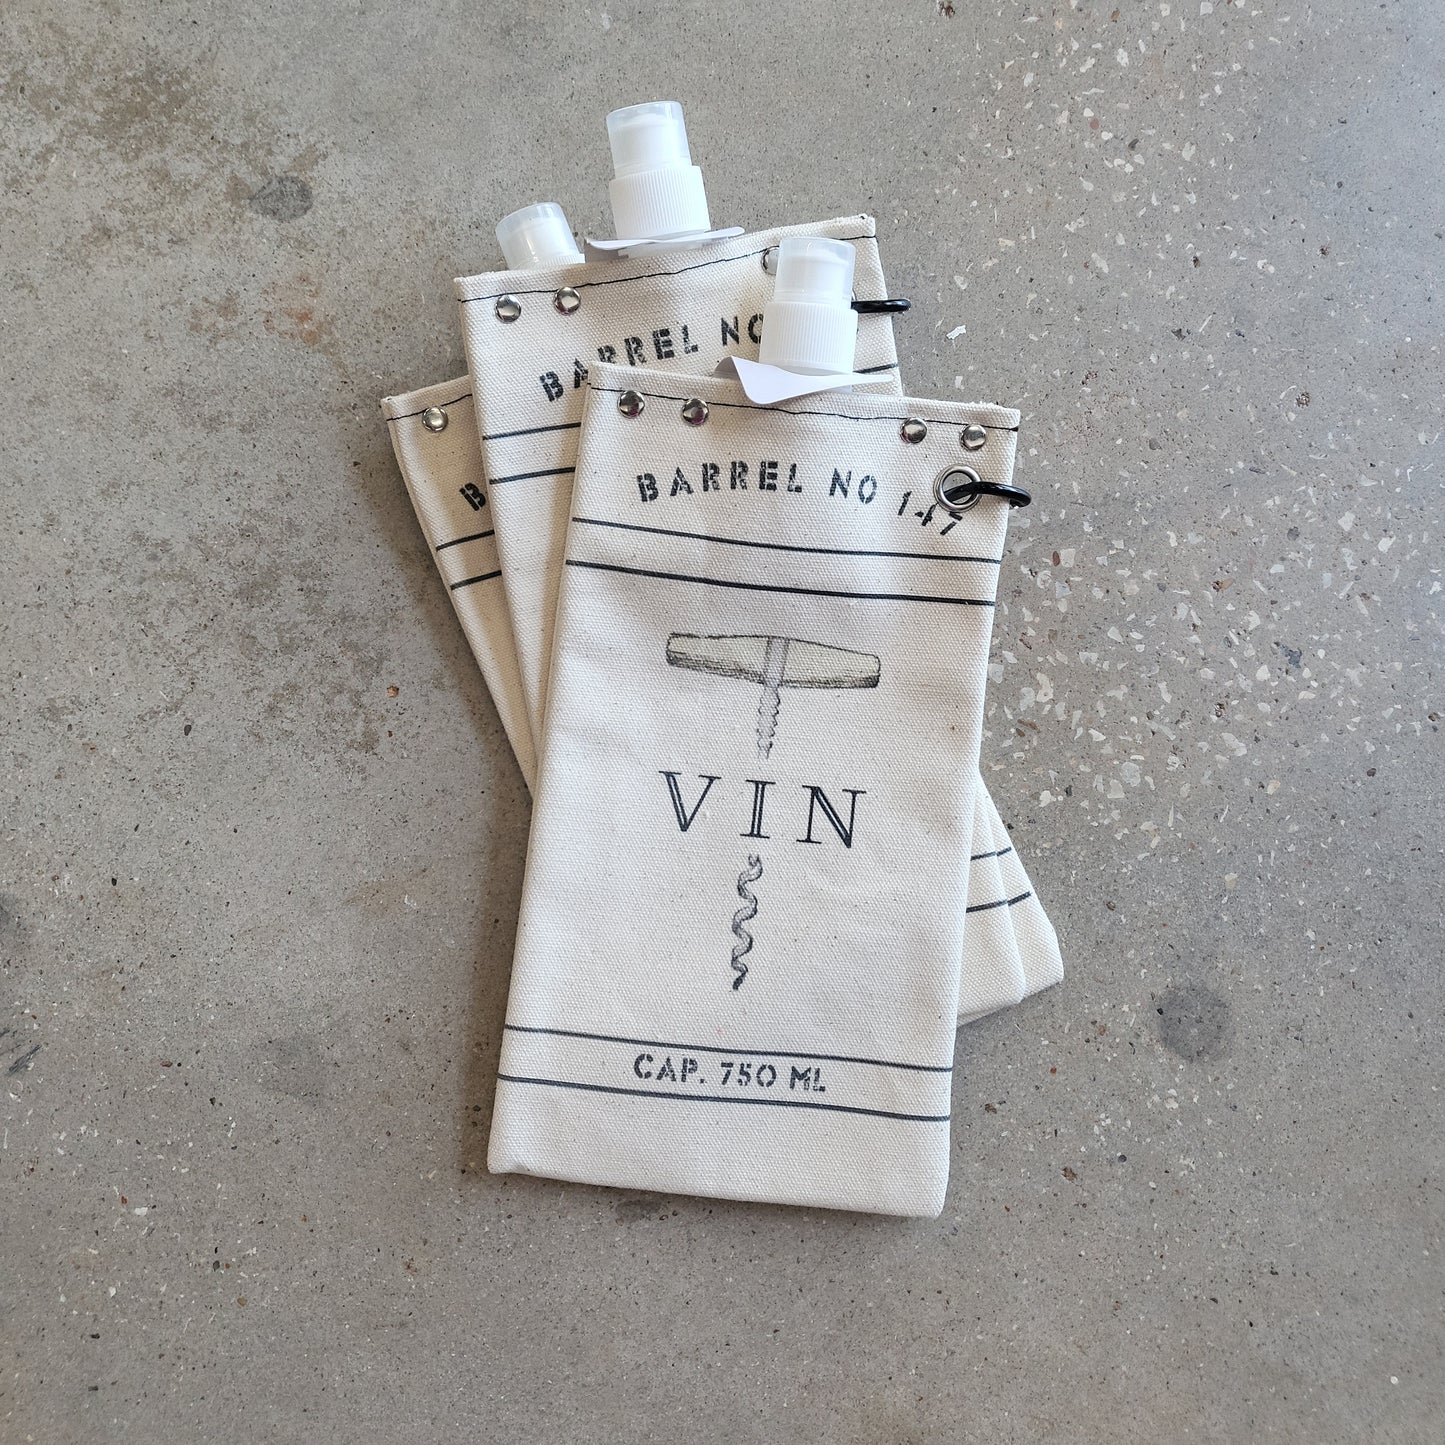 BARREL NO
BARREL NO 147
VIN
CAP. 750 ML